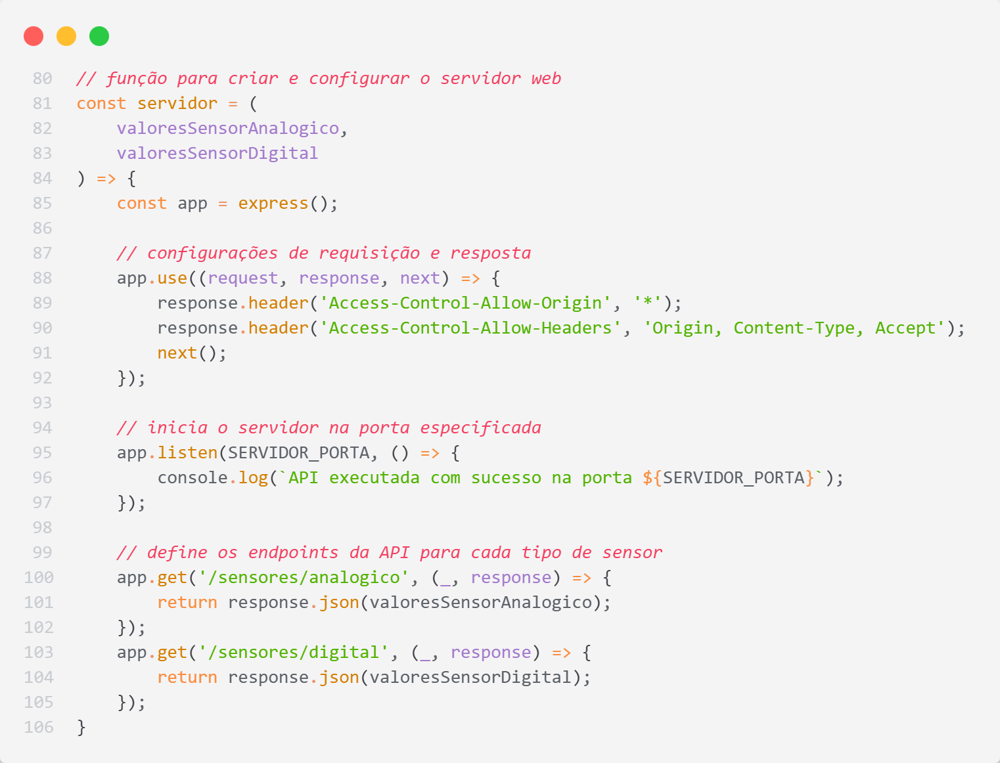 80 // função para criar e configurar o servidor web
81 const servidor = (
82     valoresSensorAnalogico,
83     valoresSensorDigital
84 ) => {
85     const app = express();
86
87     // configurações de requisição e resposta
88     app.use((request, response, next) => {
89         response.header('Access-Control-Allow-Origin', '*');
90         response.header('Access-Control-Allow-Headers', 'Origin, Content-Type, Accept');
91         next();
92     });
93
94     // inicia o servidor na porta especificada
95     app.listen(SERVIDOR_PORTA, () => {
96         console.log(`API executada com sucesso na porta ${SERVIDOR_PORTA}`);
97     });
98
99     // define os endpoints da API para cada tipo de sensor
100     app.get('/sensores/analogico', (_, response) => {
101         return response.json(valoresSensorAnalogico);
102     });
103     app.get('/sensores/digital', (_, response) => {
104         return response.json(valoresSensorDigital);
105     });
106 }